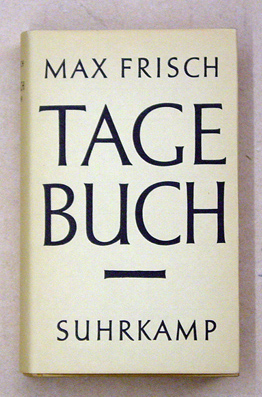 MAX FRISCH
TAGE
BUCH
SUHRKAMP